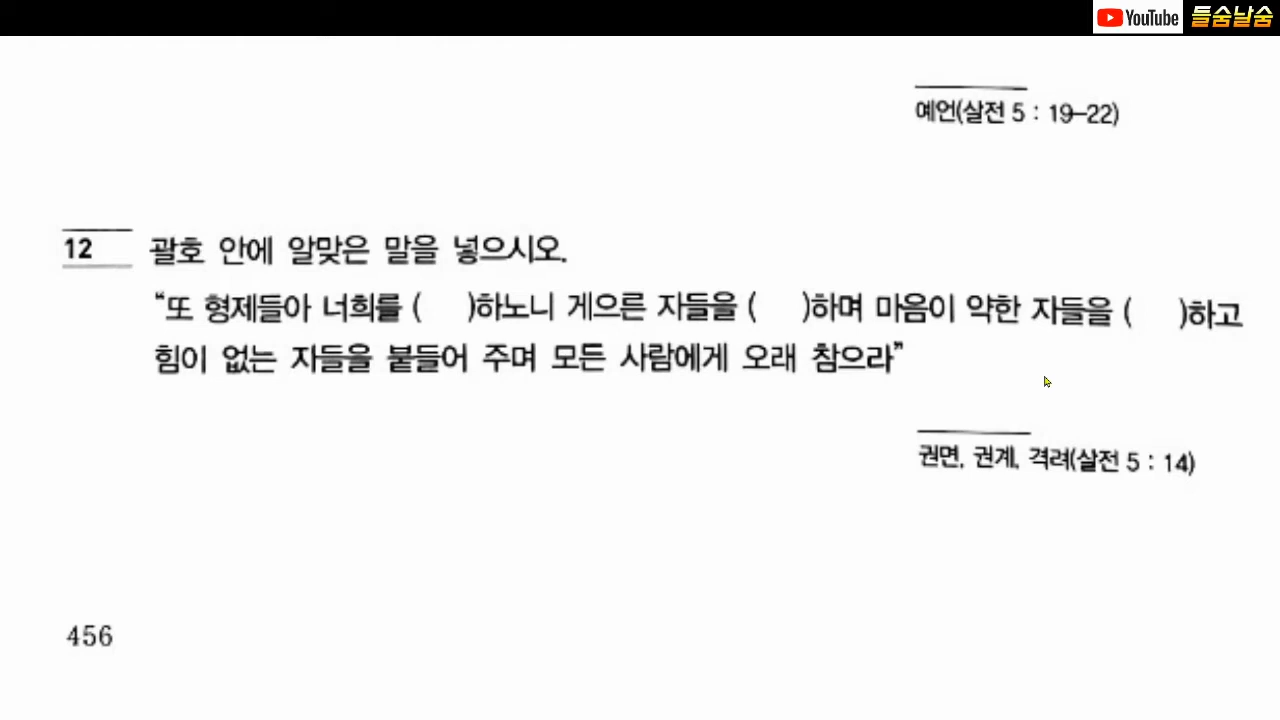 YouTube 들숨날숨
예언(살전 5 : 19–22)
12 괄호 안에 알맞은 말을 넣으시오.
“또 형제들아 너희를 ( )하노니 게으른 자들을 ( )하며 마음이 약한 자들을 ( )하고
힘이 없는 자들을 붙들어 주며 모든 사람에게 오래 참으라”
권면, 권계, 격려(살전 5 : 14)
456